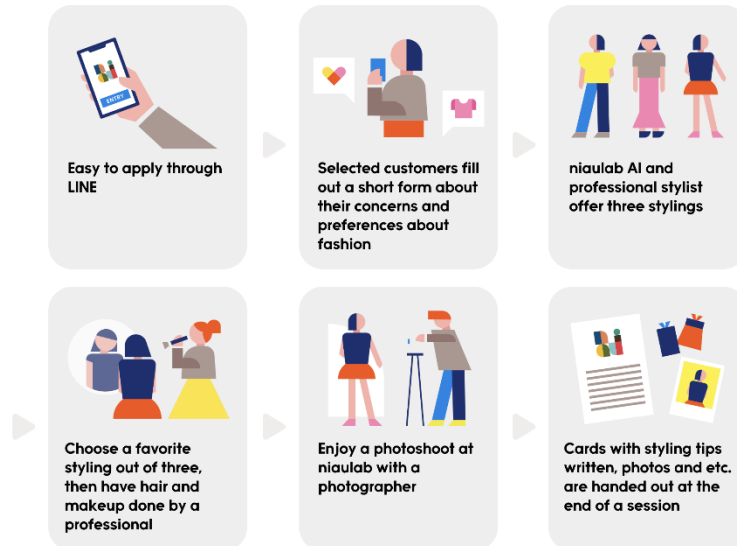 ENTRY
Easy to apply through
LINE
Selected customers fill
out a short form about
their concerns and
preferences about
fashion
niaulab AI and
professional stylist
offer three stylings
Choose a favorite
styling out of three,
then have hair and
makeup done by a
professional
Enjoy a photoshoot at
niaulab with a
photographer
Cards with styling tips
written, photos and etc.
are handed out at the
end of a session